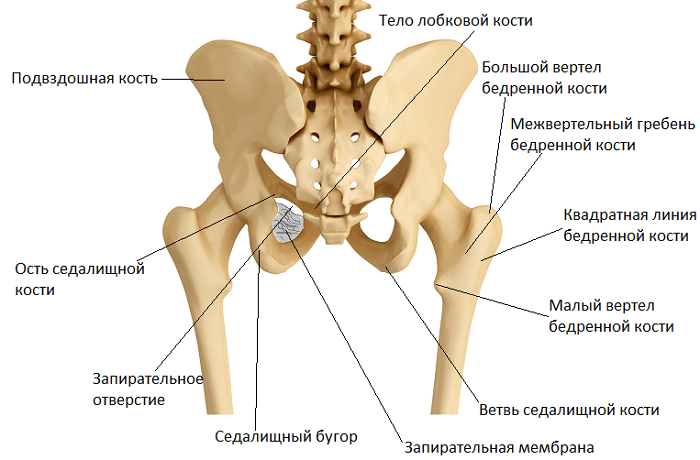 Тело лобковой кости
Подвздошная кость
Большой вертел
бедренной кости
Межвертельный гребень
бедренной кости
Квадратная линия
бедренной кости
Ость седалищной
кости
Малый вертел
бедренной кости
Запирательное
отверстие
Ветвь седалищной кости
Седалищный бугор
Запирательная мембрана